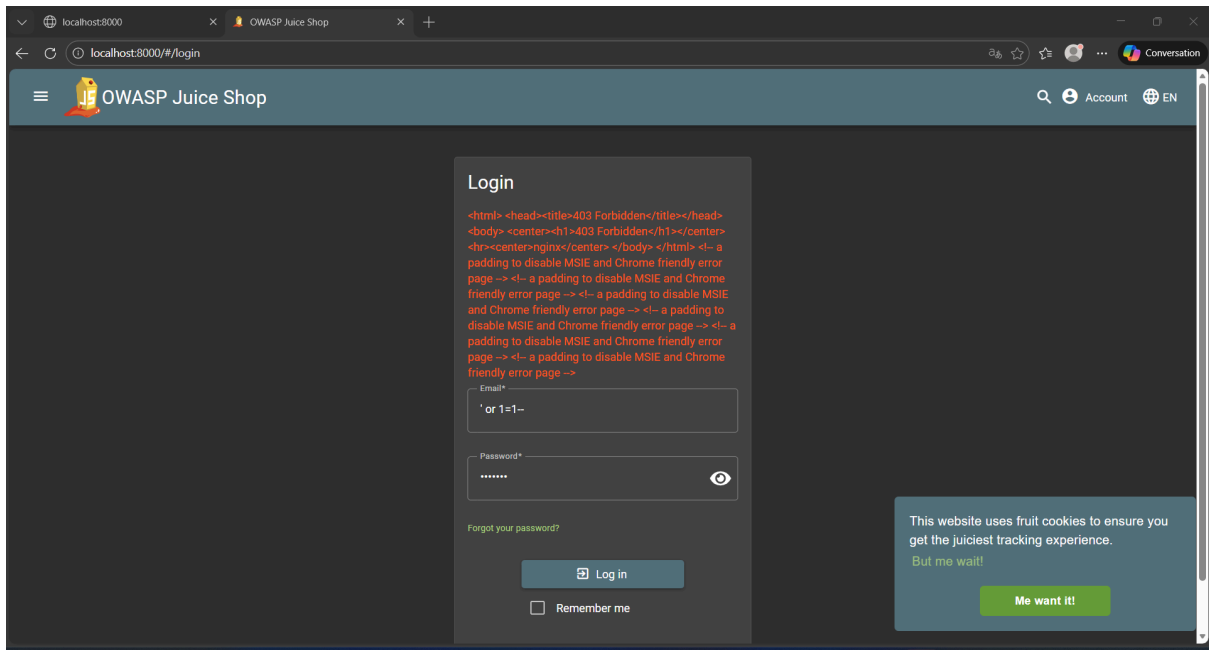 localhost:8000
OWASP Juice Shop
localhost:8000/#/login
Conversation
OWASP Juice Shop
Account
EN
Login
<html> <head><title>403 Forbidden</title></head>
<body> <center><h1>403 Forbidden</h1></center>
<hr><center>nginx</center> </body> </html> <!-- a
padding to disable MSIE and Chrome friendly error
page --> <!-- a padding to disable MSIE and Chrome
friendly error page --> <!-- a padding to disable MSIE
and Chrome friendly error page --> <!-- a padding to
disable MSIE and Chrome friendly error page --> <!-- a
padding to disable MSIE and Chrome friendly error
page --> <!-- a padding to disable MSIE and Chrome
friendly error page -->
Email*
' or 1=1--
Password*
•••••••
Forgot your password?
Log in
Remember me
This website uses fruit cookies to ensure you
get the juiciest tracking experience.
But me wait!
Me want it!